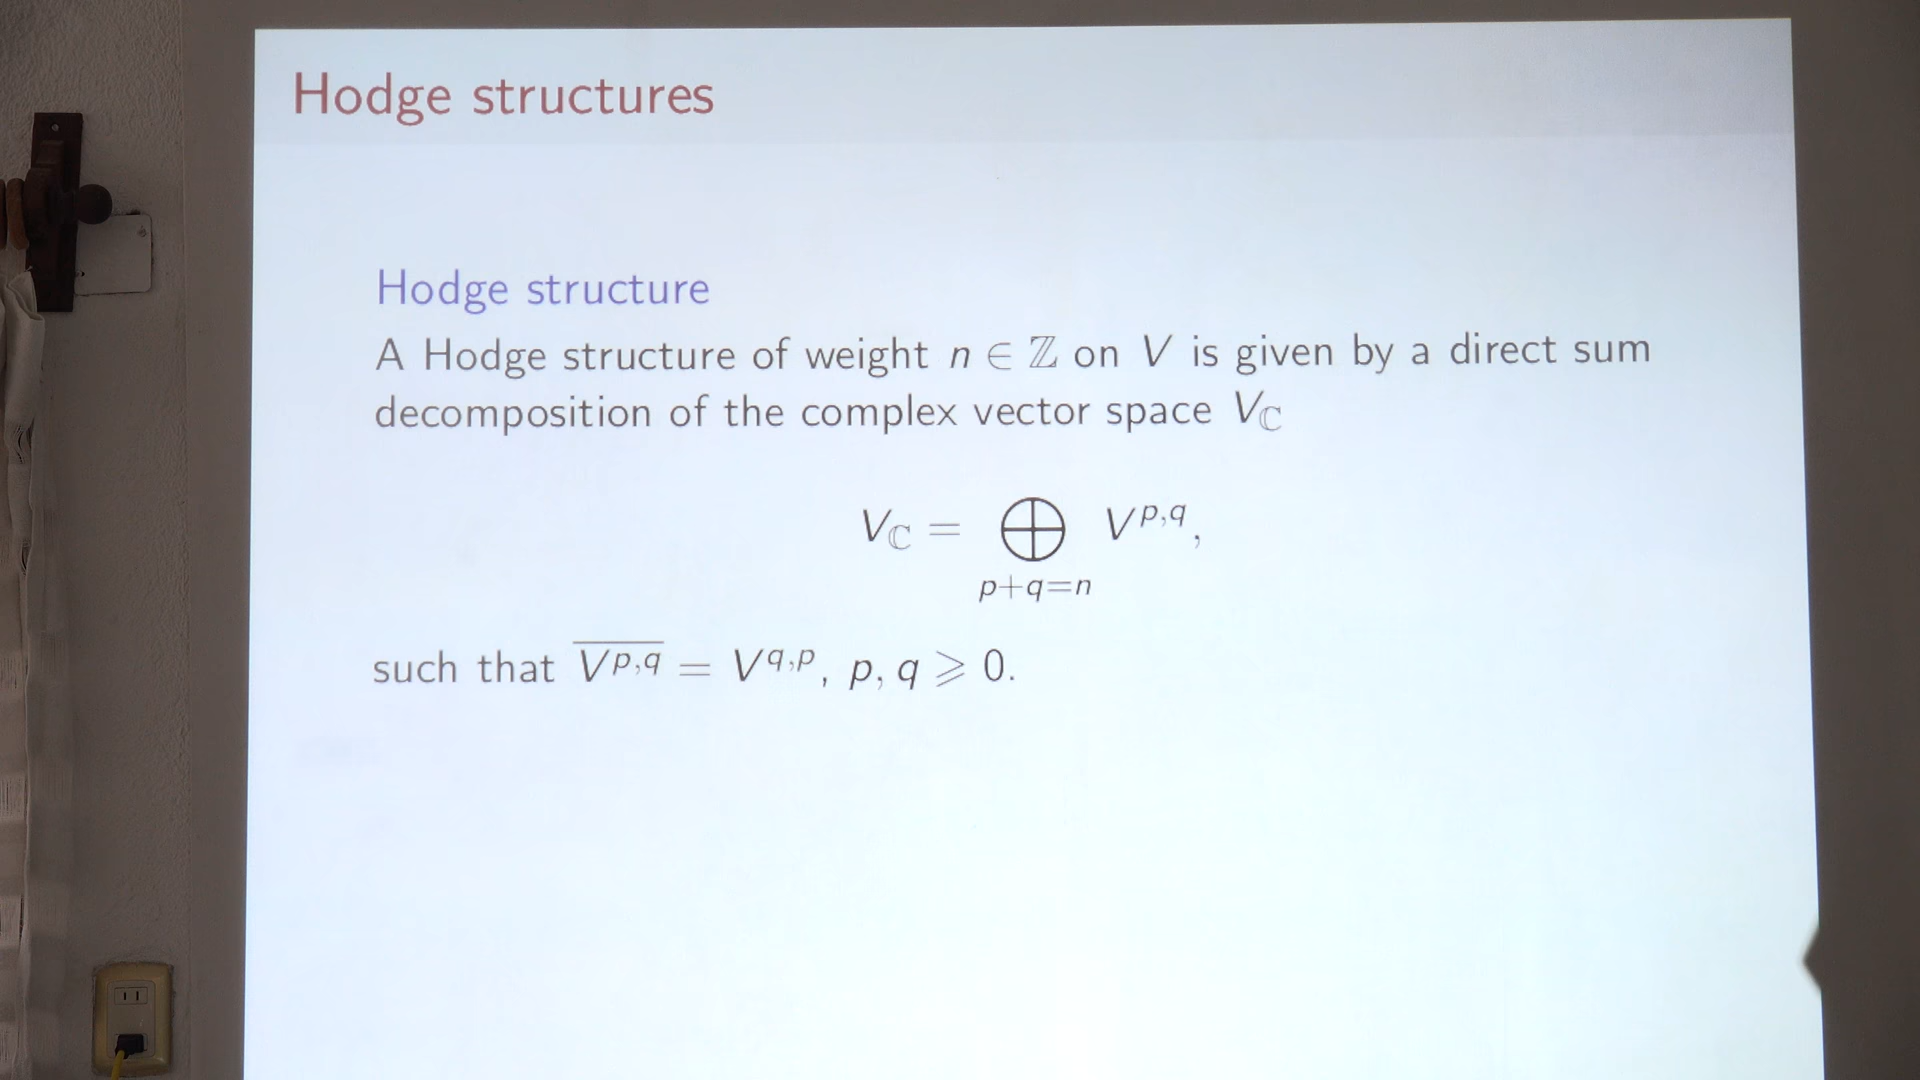 Hodge structures
Hodge structure
A Hodge structure of weight n ∈ ℤ on V is given by a direct sum
decomposition of the complex vector space V_ℂ
V_ℂ = ⨁_{p+q=n} V^{p,q},
such that \overline{V^{p,q}} = V^{q,p}, p, q ⩾ 0.